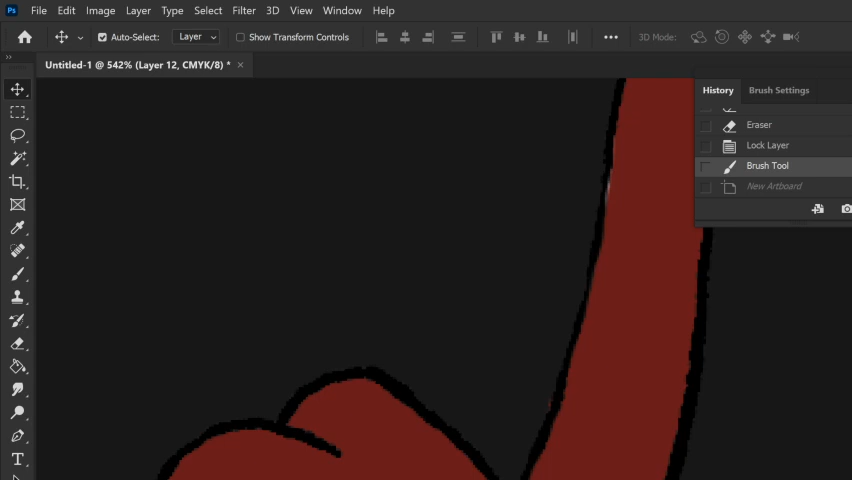 Ps File Edit Image Layer Type Select Filter 3D View Window Help
Auto-Select: Layer Show Transform Controls 3D Mode:
Untitled-1 @ 542% (Layer 12, CMYK/8) * ×
History Brush Settings
Eraser
Lock Layer
Brush Tool
New Artboard